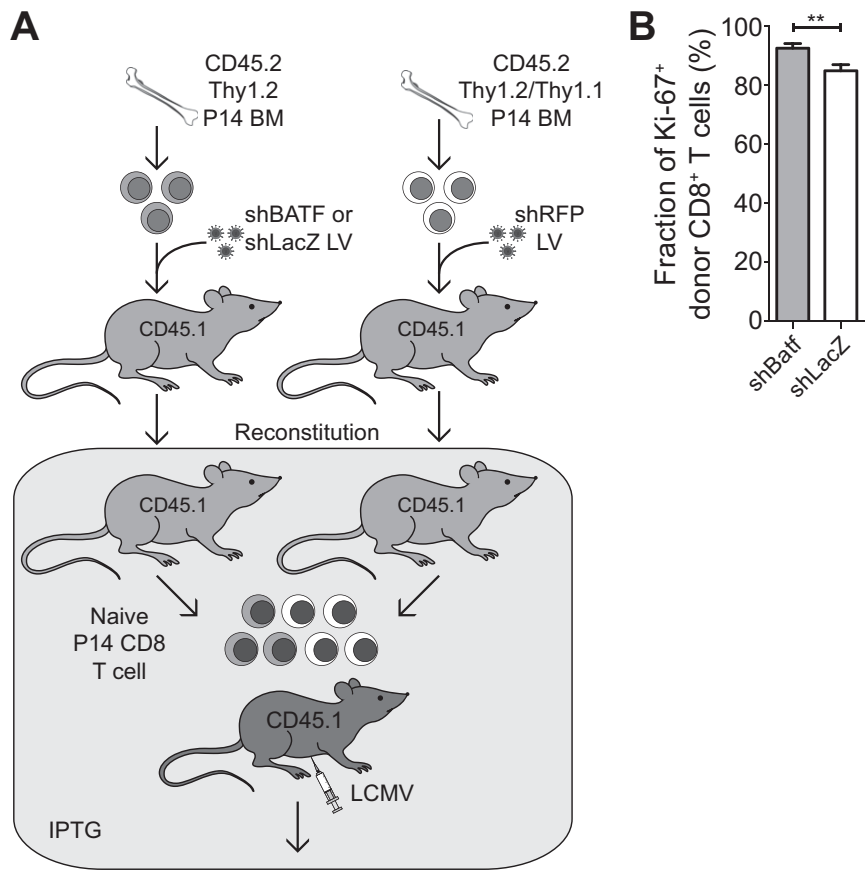 A
CD45.2
Thy1.2
P14 BM
CD45.2
Thy1.2/Thy1.1
P14 BM
shBATF or
shLacZ LV
shRFP
LV
CD45.1
CD45.1
Reconstitution
CD45.1
CD45.1
Naive
P14 CD8
T cell
CD45.1
LCMV
IPTG
B
Fraction of Ki-67⁺
donor CD8⁺ T cells (%)
**
100
80
60
40
20
0
shBatf
shLacZ